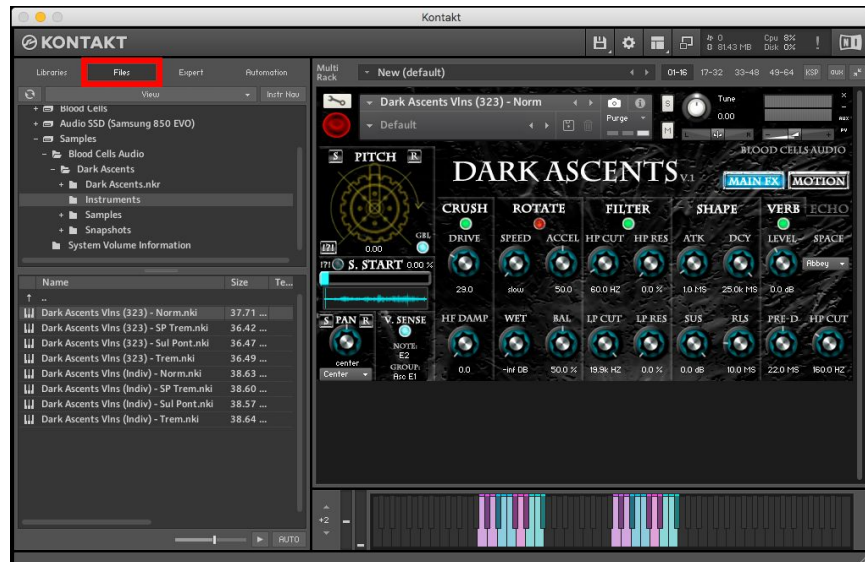 Kontakt
KONTAKT
0 Cpu 8%
81.43 MB Disk 0%
!
Libraries Files Expert Automation
View Instr Nav
Multi Rack New (default) 01-16 17-32 33-48 49-64 KSP aux
+ Blood Cells
+ Audio SSD (Samsung 850 EVO)
- Samples
- Blood Cells Audio
- Dark Ascents
+ Dark Ascents.nkr
Instruments
+ Samples
+ Snapshots
System Volume Information
Name Size Te...
..
Dark Ascents Vlns (323) - Norm.nki 37.71 ...
Dark Ascents Vlns (323) - SP Trem.nki 36.42 ...
Dark Ascents Vlns (323) - Sul Pont.nki 36.47 ...
Dark Ascents Vlns (323) - Trem.nki 36.49 ...
Dark Ascents Vlns (Indiv) - Norm.nki 38.63 ...
Dark Ascents Vlns (Indiv) - SP Trem.nki 38.60 ...
Dark Ascents Vlns (Indiv) - Sul Pont.nki 38.57 ...
Dark Ascents Vlns (Indiv) - Trem.nki 38.64 ...
AUTO
Dark Ascents Vlns (323) - Norm Purge S Tune
Default M 0.00
L R
AUX
PV
S PITCH R
GBL
0.00
S. START 0.00 %
S PAN R V. SENSE
NOTE:
E2
center GROUP:
Center Asc E1
BLOOD CELLS AUDIO
DARK ASCENTS V.1 MAIN FX MOTION
CRUSH ROTATE FILTER SHAPE VERB ECHO
DRIVE SPEED ACCEL HP CUT HP RES ATK DCY LEVEL SPACE
Abbey
29.0 slow 50.0 60.0 HZ 0.0 % 1.0 MS 25.0k MS 0.0 dB
HF DAMP WET BAL LP CUT LP RES SUS RLS PRE-D. HP CUT
0.0 -inf DB 50.0 % 19.9k HZ 0.0 % 0.0 dB 10.0 MS 22.0 MS 160.0 HZ
+2